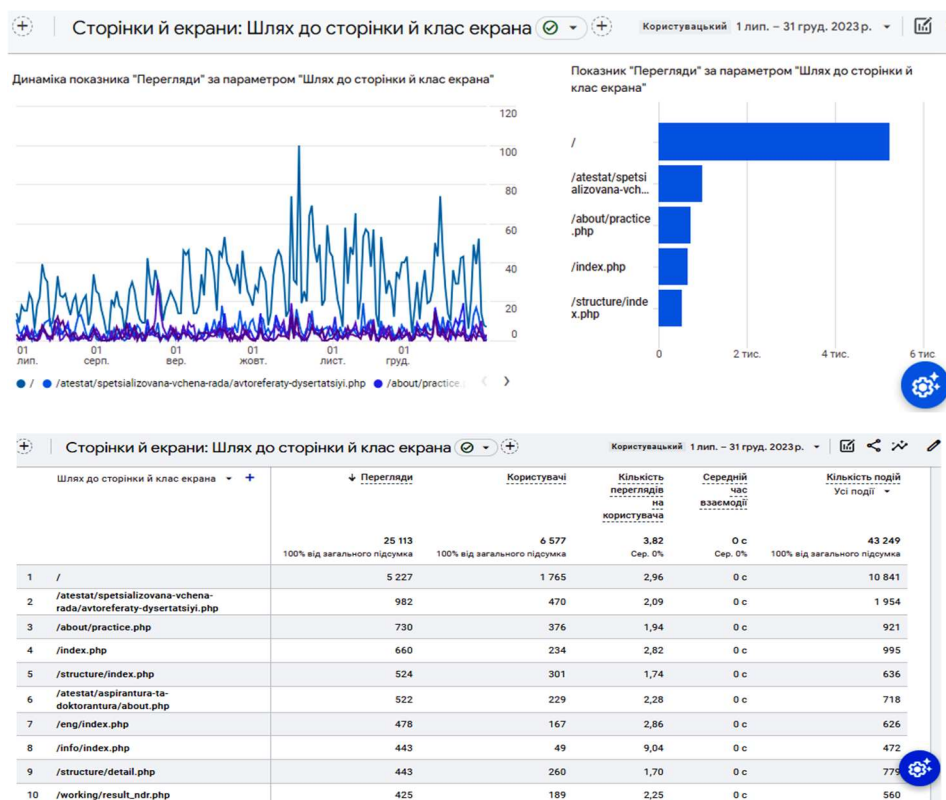 Сторінки й екрани: Шлях до сторінки й клас екрана
Користувацький 1 лип. – 31 груд. 2023 р.
Динаміка показника "Перегляди" за параметром "Шлях до сторінки й клас екрана"
120
100
80
60
40
20
0
01 лип.
01 серп.
01 вер.
01 жовт.
01 лист.
01 груд.
/ /atestat/spetsializovana-vchena-rada/avtoreferaty-dysertatsiyi.php /about/practice
Показник "Перегляди" за параметром "Шлях до сторінки й
клас екрана"
/
/atestat/spetsi
alizovana-vch...
/about/practice
.php
/index.php
/structure/inde
x.php
0 2 тис. 4 тис. 6 тис
Сторінки й екрани: Шлях до сторінки й клас екрана
Користувацький 1 лип. – 31 груд. 2023 р.
Шлях до сторінки й клас екрана
Перегляди
Користувачі
Кількість
переглядів
на
користувача
Середній
час
взаємодії
Кількість подій
Усі події
25 113 6 577 3,82 0 с 43 249
100% від загального підсумка 100% від загального підсумка Сер. 0% Сер. 0% 100% від загального підсумка
1 / 5 227 1 765 2,96 0 с 10 841
2 /atestat/spetsializovana-vchena-
rada/avtoreferaty-dysertatsiyi.php 982 470 2,09 0 с 1 954
3 /about/practice.php 730 376 1,94 0 с 921
4 /index.php 660 234 2,82 0 с 995
5 /structure/index.php 524 301 1,74 0 с 636
6 /atestat/aspirantura-ta-
doktorantura/about.php 522 229 2,28 0 с 718
7 /eng/index.php 478 167 2,86 0 с 626
8 /info/index.php 443 49 9,04 0 с 472
9 /structure/detail.php 443 260 1,70 0 с 779
10 /working/result_ndr.php 425 189 2,25 0 с 560